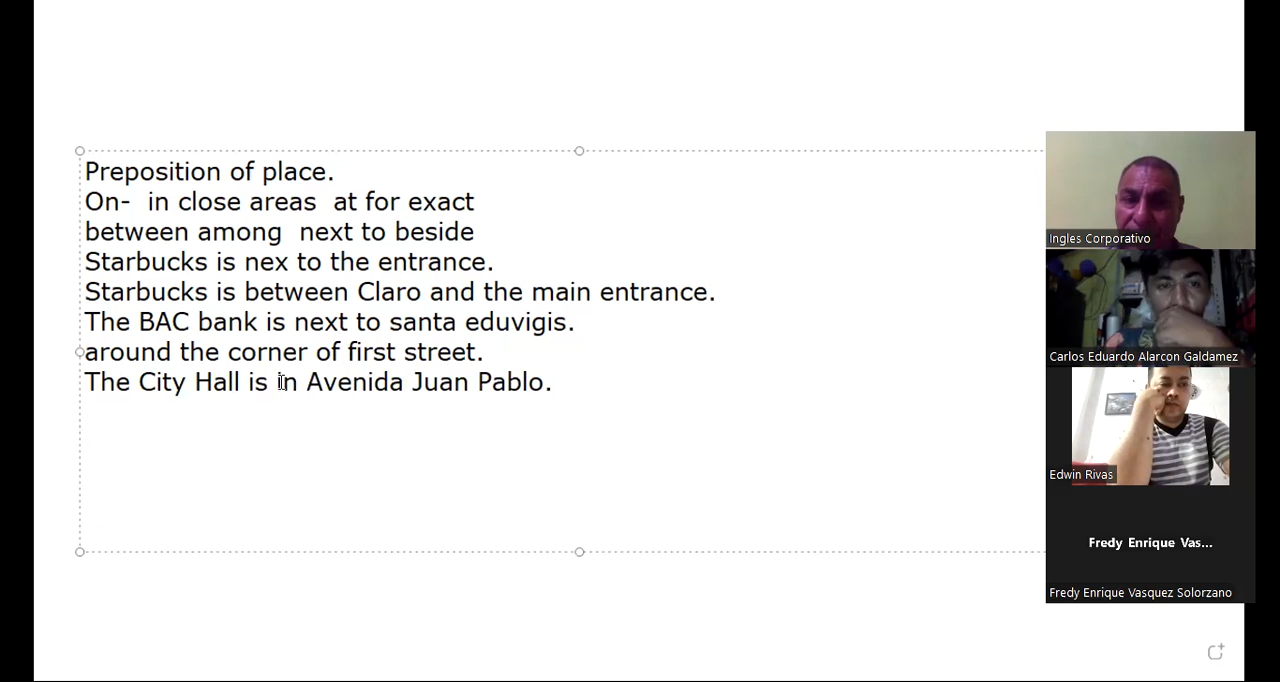 Preposition of place.
On-  in close areas  at for exact
between among  next to beside
Starbucks is nex to the entrance.
Starbucks is between Claro and the main entrance.
The BAC bank is next to santa eduvigis.
around the corner of first street.
The City Hall is in Avenida Juan Pablo.
Ingles Corporativo
Carlos Eduardo Alarcon Galdamez
Edwin Rivas
Fredy Enrique Vas...
Fredy Enrique Vasquez Solorzano